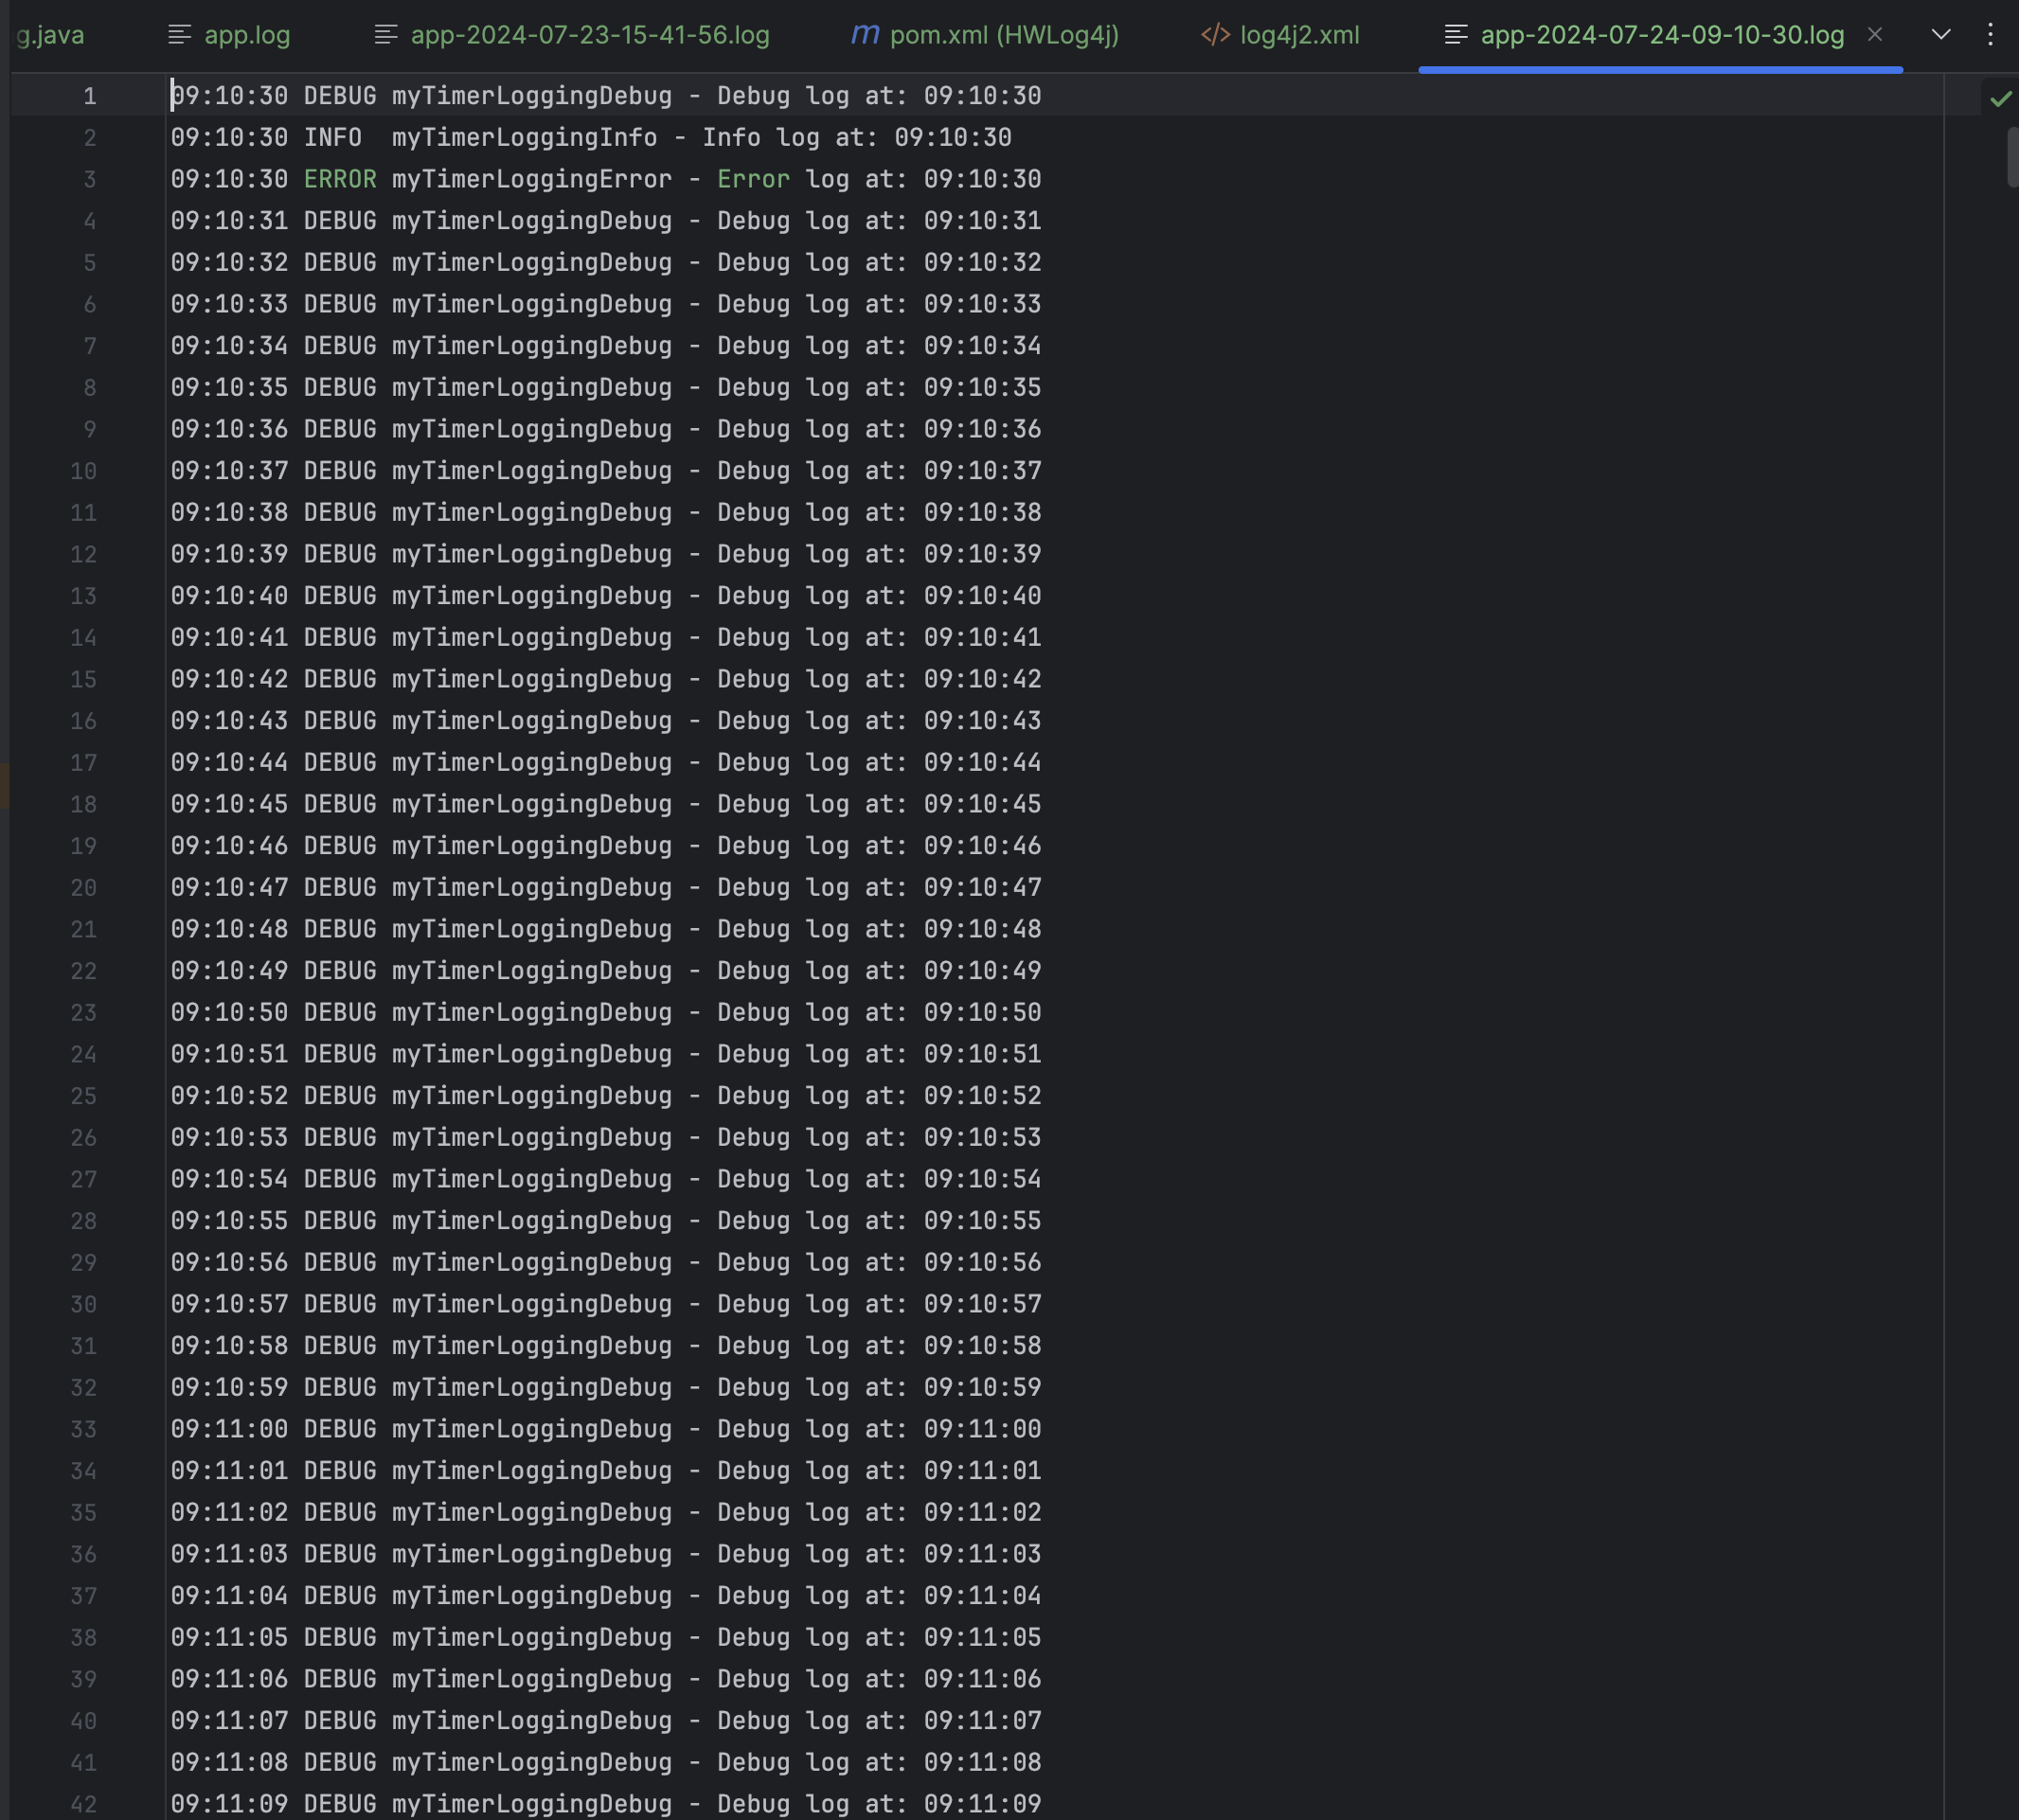 g.java app.log app-2024-07-23-15-41-56.log m pom.xml (HWLog4j) </> log4j2.xml app-2024-07-24-09-10-30.log
1 09:10:30 DEBUG myTimerLoggingDebug - Debug log at: 09:10:30
2 09:10:30 INFO  myTimerLoggingInfo - Info log at: 09:10:30
3 09:10:30 ERROR myTimerLoggingError - Error log at: 09:10:30
4 09:10:31 DEBUG myTimerLoggingDebug - Debug log at: 09:10:31
5 09:10:32 DEBUG myTimerLoggingDebug - Debug log at: 09:10:32
6 09:10:33 DEBUG myTimerLoggingDebug - Debug log at: 09:10:33
7 09:10:34 DEBUG myTimerLoggingDebug - Debug log at: 09:10:34
8 09:10:35 DEBUG myTimerLoggingDebug - Debug log at: 09:10:35
9 09:10:36 DEBUG myTimerLoggingDebug - Debug log at: 09:10:36
10 09:10:37 DEBUG myTimerLoggingDebug - Debug log at: 09:10:37
11 09:10:38 DEBUG myTimerLoggingDebug - Debug log at: 09:10:38
12 09:10:39 DEBUG myTimerLoggingDebug - Debug log at: 09:10:39
13 09:10:40 DEBUG myTimerLoggingDebug - Debug log at: 09:10:40
14 09:10:41 DEBUG myTimerLoggingDebug - Debug log at: 09:10:41
15 09:10:42 DEBUG myTimerLoggingDebug - Debug log at: 09:10:42
16 09:10:43 DEBUG myTimerLoggingDebug - Debug log at: 09:10:43
17 09:10:44 DEBUG myTimerLoggingDebug - Debug log at: 09:10:44
18 09:10:45 DEBUG myTimerLoggingDebug - Debug log at: 09:10:45
19 09:10:46 DEBUG myTimerLoggingDebug - Debug log at: 09:10:46
20 09:10:47 DEBUG myTimerLoggingDebug - Debug log at: 09:10:47
21 09:10:48 DEBUG myTimerLoggingDebug - Debug log at: 09:10:48
22 09:10:49 DEBUG myTimerLoggingDebug - Debug log at: 09:10:49
23 09:10:50 DEBUG myTimerLoggingDebug - Debug log at: 09:10:50
24 09:10:51 DEBUG myTimerLoggingDebug - Debug log at: 09:10:51
25 09:10:52 DEBUG myTimerLoggingDebug - Debug log at: 09:10:52
26 09:10:53 DEBUG myTimerLoggingDebug - Debug log at: 09:10:53
27 09:10:54 DEBUG myTimerLoggingDebug - Debug log at: 09:10:54
28 09:10:55 DEBUG myTimerLoggingDebug - Debug log at: 09:10:55
29 09:10:56 DEBUG myTimerLoggingDebug - Debug log at: 09:10:56
30 09:10:57 DEBUG myTimerLoggingDebug - Debug log at: 09:10:57
31 09:10:58 DEBUG myTimerLoggingDebug - Debug log at: 09:10:58
32 09:10:59 DEBUG myTimerLoggingDebug - Debug log at: 09:10:59
33 09:11:00 DEBUG myTimerLoggingDebug - Debug log at: 09:11:00
34 09:11:01 DEBUG myTimerLoggingDebug - Debug log at: 09:11:01
35 09:11:02 DEBUG myTimerLoggingDebug - Debug log at: 09:11:02
36 09:11:03 DEBUG myTimerLoggingDebug - Debug log at: 09:11:03
37 09:11:04 DEBUG myTimerLoggingDebug - Debug log at: 09:11:04
38 09:11:05 DEBUG myTimerLoggingDebug - Debug log at: 09:11:05
39 09:11:06 DEBUG myTimerLoggingDebug - Debug log at: 09:11:06
40 09:11:07 DEBUG myTimerLoggingDebug - Debug log at: 09:11:07
41 09:11:08 DEBUG myTimerLoggingDebug - Debug log at: 09:11:08
42 09:11:09 DEBUG myTimerLoggingDebug - Debug log at: 09:11:09